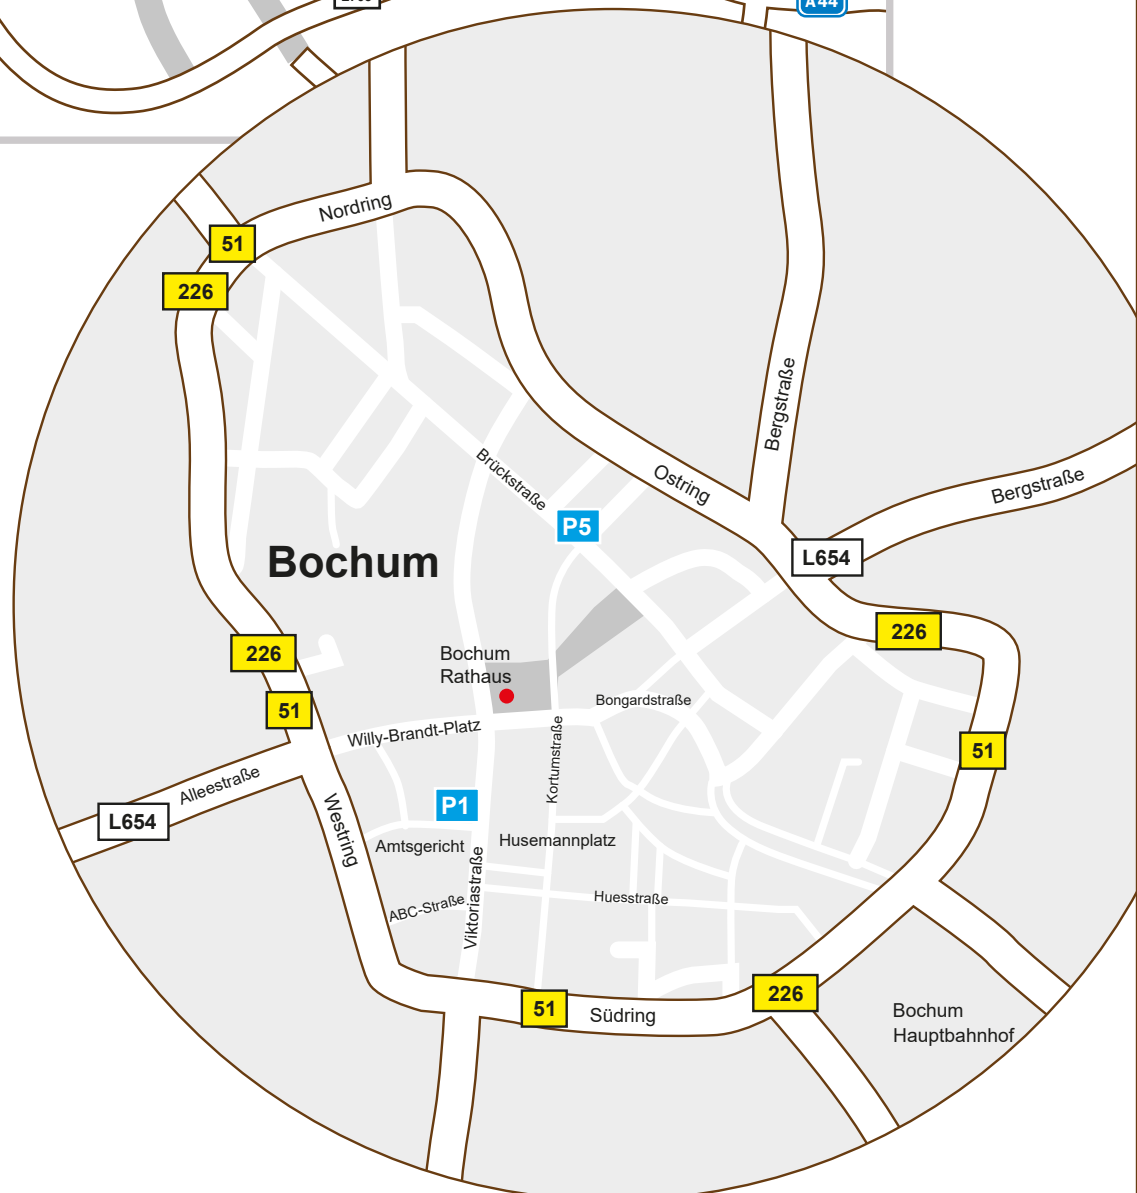 A44
Nordring
51
226
Bergstraße
Brückstraße
Ostring
Bergstraße
P5
L654
Bochum
226
226
Bochum
Rathaus
51
Bongardstraße
Willy-Brandt-Platz
51
Kortumstraße
Alleestraße
P1
L654
Westring
Amtsgericht
Husemannplatz
Viktoriastraße
Huesstraße
ABC-Straße
51
226
Südring
Bochum
Hauptbahnhof